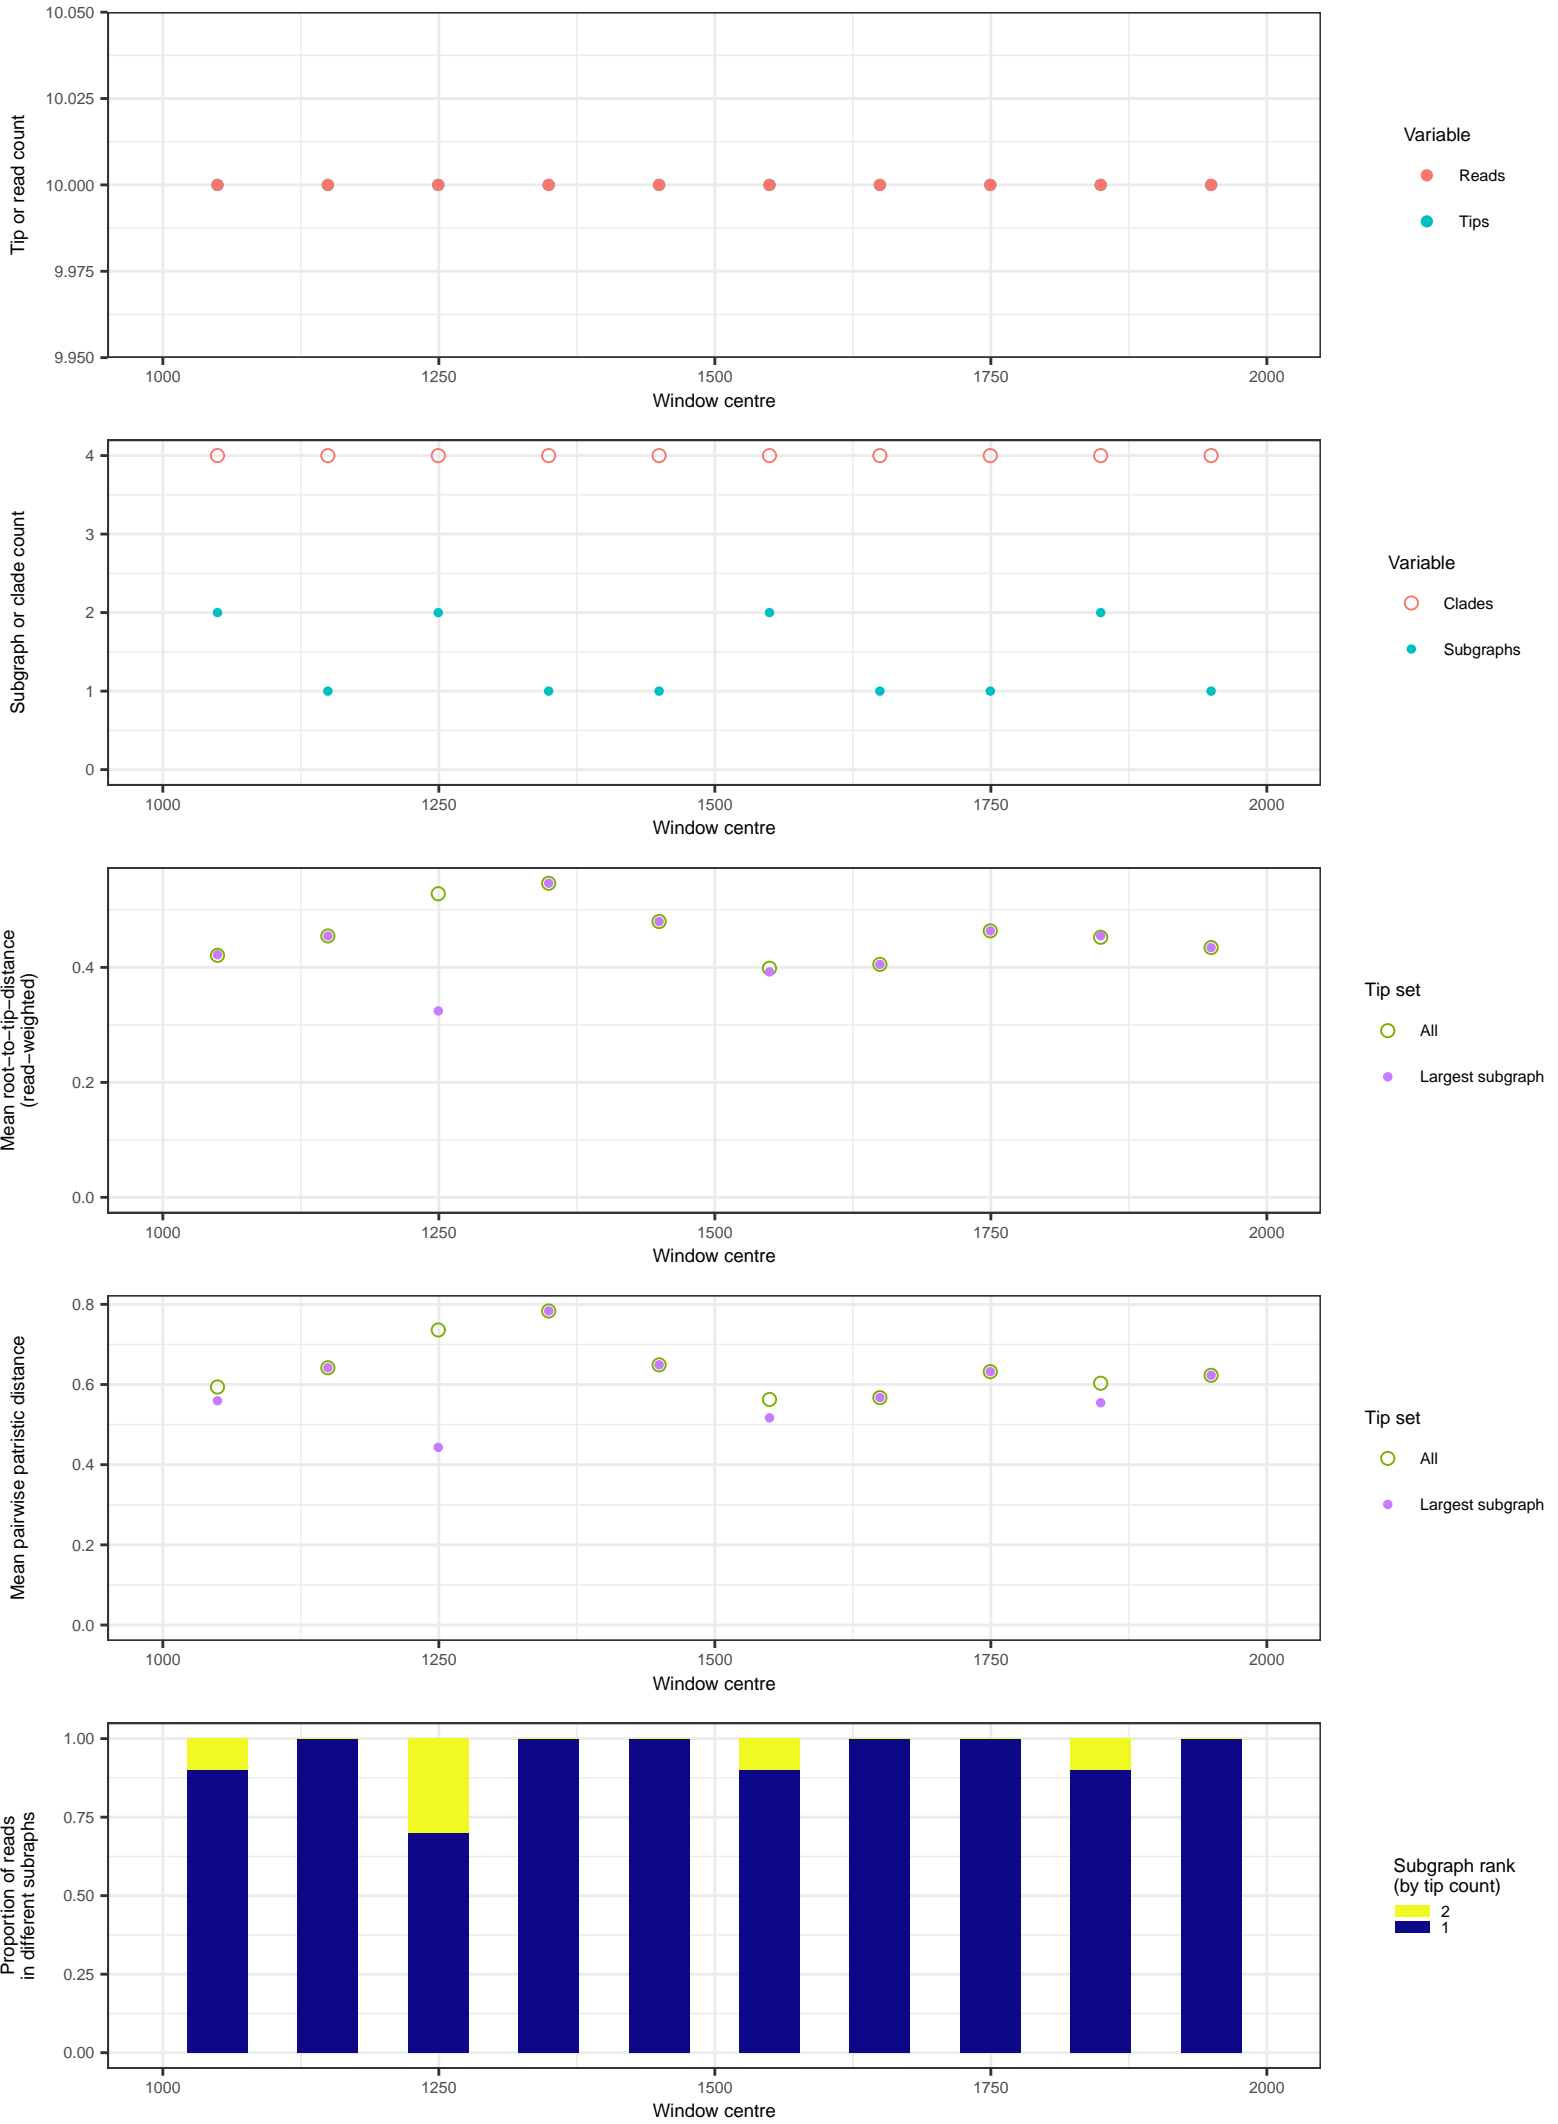 10.050
10.025
10.000
9.975
9.950
Tip or read count
1000
1250
1500
1750
2000
Window centre
Variable
Reads
Tips
4
3
2
1
0
Subgraph or clade count
1000
1250
1500
1750
2000
Window centre
Variable
Clades
Subgraphs
0.4
0.2
0.0
Mean root−to−tip−distance
(read−weighted)
1000
1250
1500
1750
2000
Window centre
Tip set
All
Largest subgraph
0.8
0.6
0.4
0.2
0.0
Mean pairwise patristic distance
1000
1250
1500
1750
2000
Window centre
Tip set
All
Largest subgraph
1.00
0.75
0.50
0.25
0.00
Proportion of reads
in different subraphs
1000
1250
1500
1750
2000
Window centre
Subgraph rank
(by tip count)
2
1